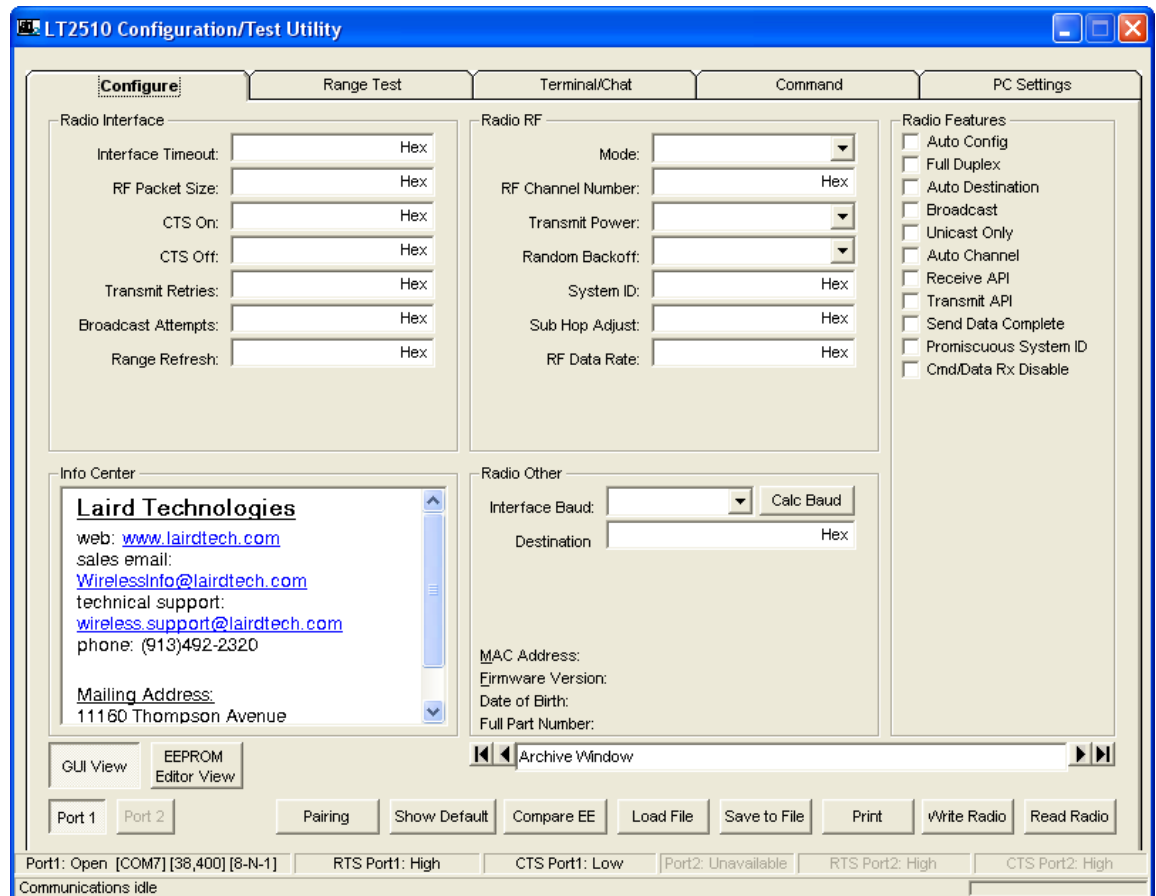 LT2510 Configuration/Test Utility
Configure
Range Test
Terminal/Chat
Command
PC Settings
Radio Interface
Interface Timeout: Hex
RF Packet Size: Hex
CTS On: Hex
CTS Off: Hex
Transmit Retries: Hex
Broadcast Attempts: Hex
Range Refresh: Hex
Radio RF
Mode:
RF Channel Number: Hex
Transmit Power:
Random Backoff:
System ID: Hex
Sub Hop Adjust: Hex
RF Data Rate: Hex
Radio Features
Auto Config
Full Duplex
Auto Destination
Broadcast
Unicast Only
Auto Channel
Receive API
Transmit API
Send Data Complete
Promiscuous System ID
Cmd/Data Rx Disable
Info Center
Laird Technologies
web: www.lairdtech.com
sales email:
WirelessInfo@lairdtech.com
technical support:
wireless.support@lairdtech.com
phone: (913)492-2320
Mailing Address:
11160 Thompson Avenue
Radio Other
Interface Baud: Calc Baud
Destination Hex
MAC Address:
Firmware Version:
Date of Birth:
Full Part Number:
GUI View
EEPROM
Editor View
Archive Window
Port 1
Port 2
Pairing
Show Default
Compare EE
Load File
Save to File
Print
Write Radio
Read Radio
Port1: Open [COM7] [38,400] [8-N-1]
RTS Port1: High
CTS Port1: Low
Port2: Unavailable
RTS Port2: High
CTS Port2: High
Communications idle